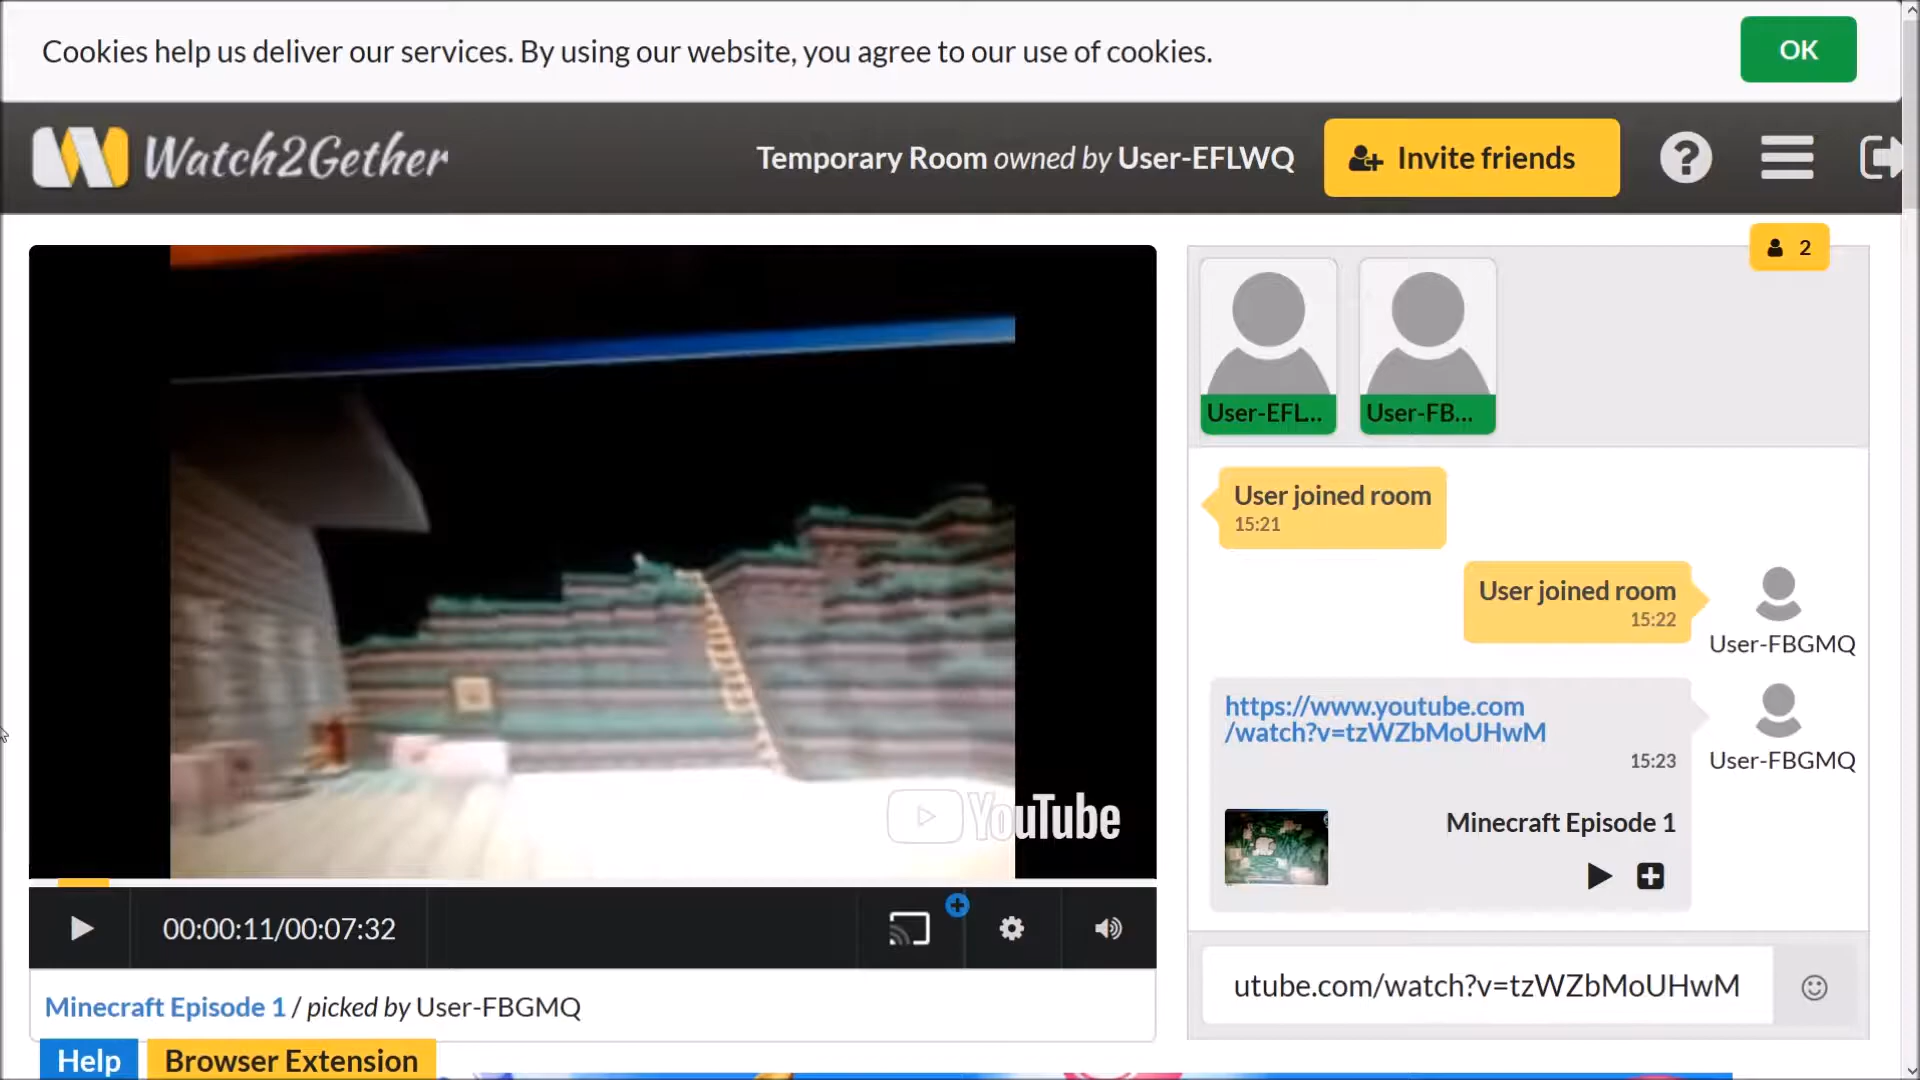 Cookies help us deliver our services. By using our website, you agree to our use of cookies.
OK
Watch2Gether
Temporary Room owned by User-EFLWQ
Invite friends
?
2
User-EFL...
User-FB...
User joined room
15:21
User joined room
15:22
User-FBGMQ
https://www.youtube.com
/watch?v=tzWZbMoUHwM
15:23
User-FBGMQ
Minecraft Episode 1
YouTube
00:00:11/00:07:32
utube.com/watch?v=tzWZbMoUHwM
Minecraft Episode 1 / picked by User-FBGMQ
Help
Browser Extension